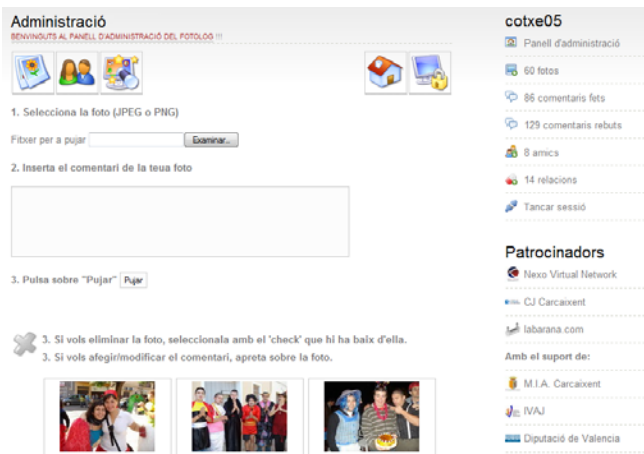 Administració
BENVINGUTS AL PANELL D'ADMINISTRACIÓ DEL FOTOLOG !!!
1. Selecciona la foto (JPEG o PNG)
Fitxer per a pujar
Examinar..
2. Inserta el comentari de la teua foto
3. Pulsa sobre "Pujar"
Pujar
3. Si vols eliminar la foto, seleccionala amb el 'check' que hi ha baix d'ella.
3. Si vols afegir/modificar el comentari, apreta sobre la foto.
cotxe05
Panell d'administració
60 fotos
86 comentaris fets
129 comentaris rebuts
8 amics
14 relacions
Tancar sessió
Patrocinadors
Nexo Virtual Network
CJ Carcaixent
labarana.com
Amb el suport de:
M.I.A. Carcaixent
IVAJ
Diputació de Valencia